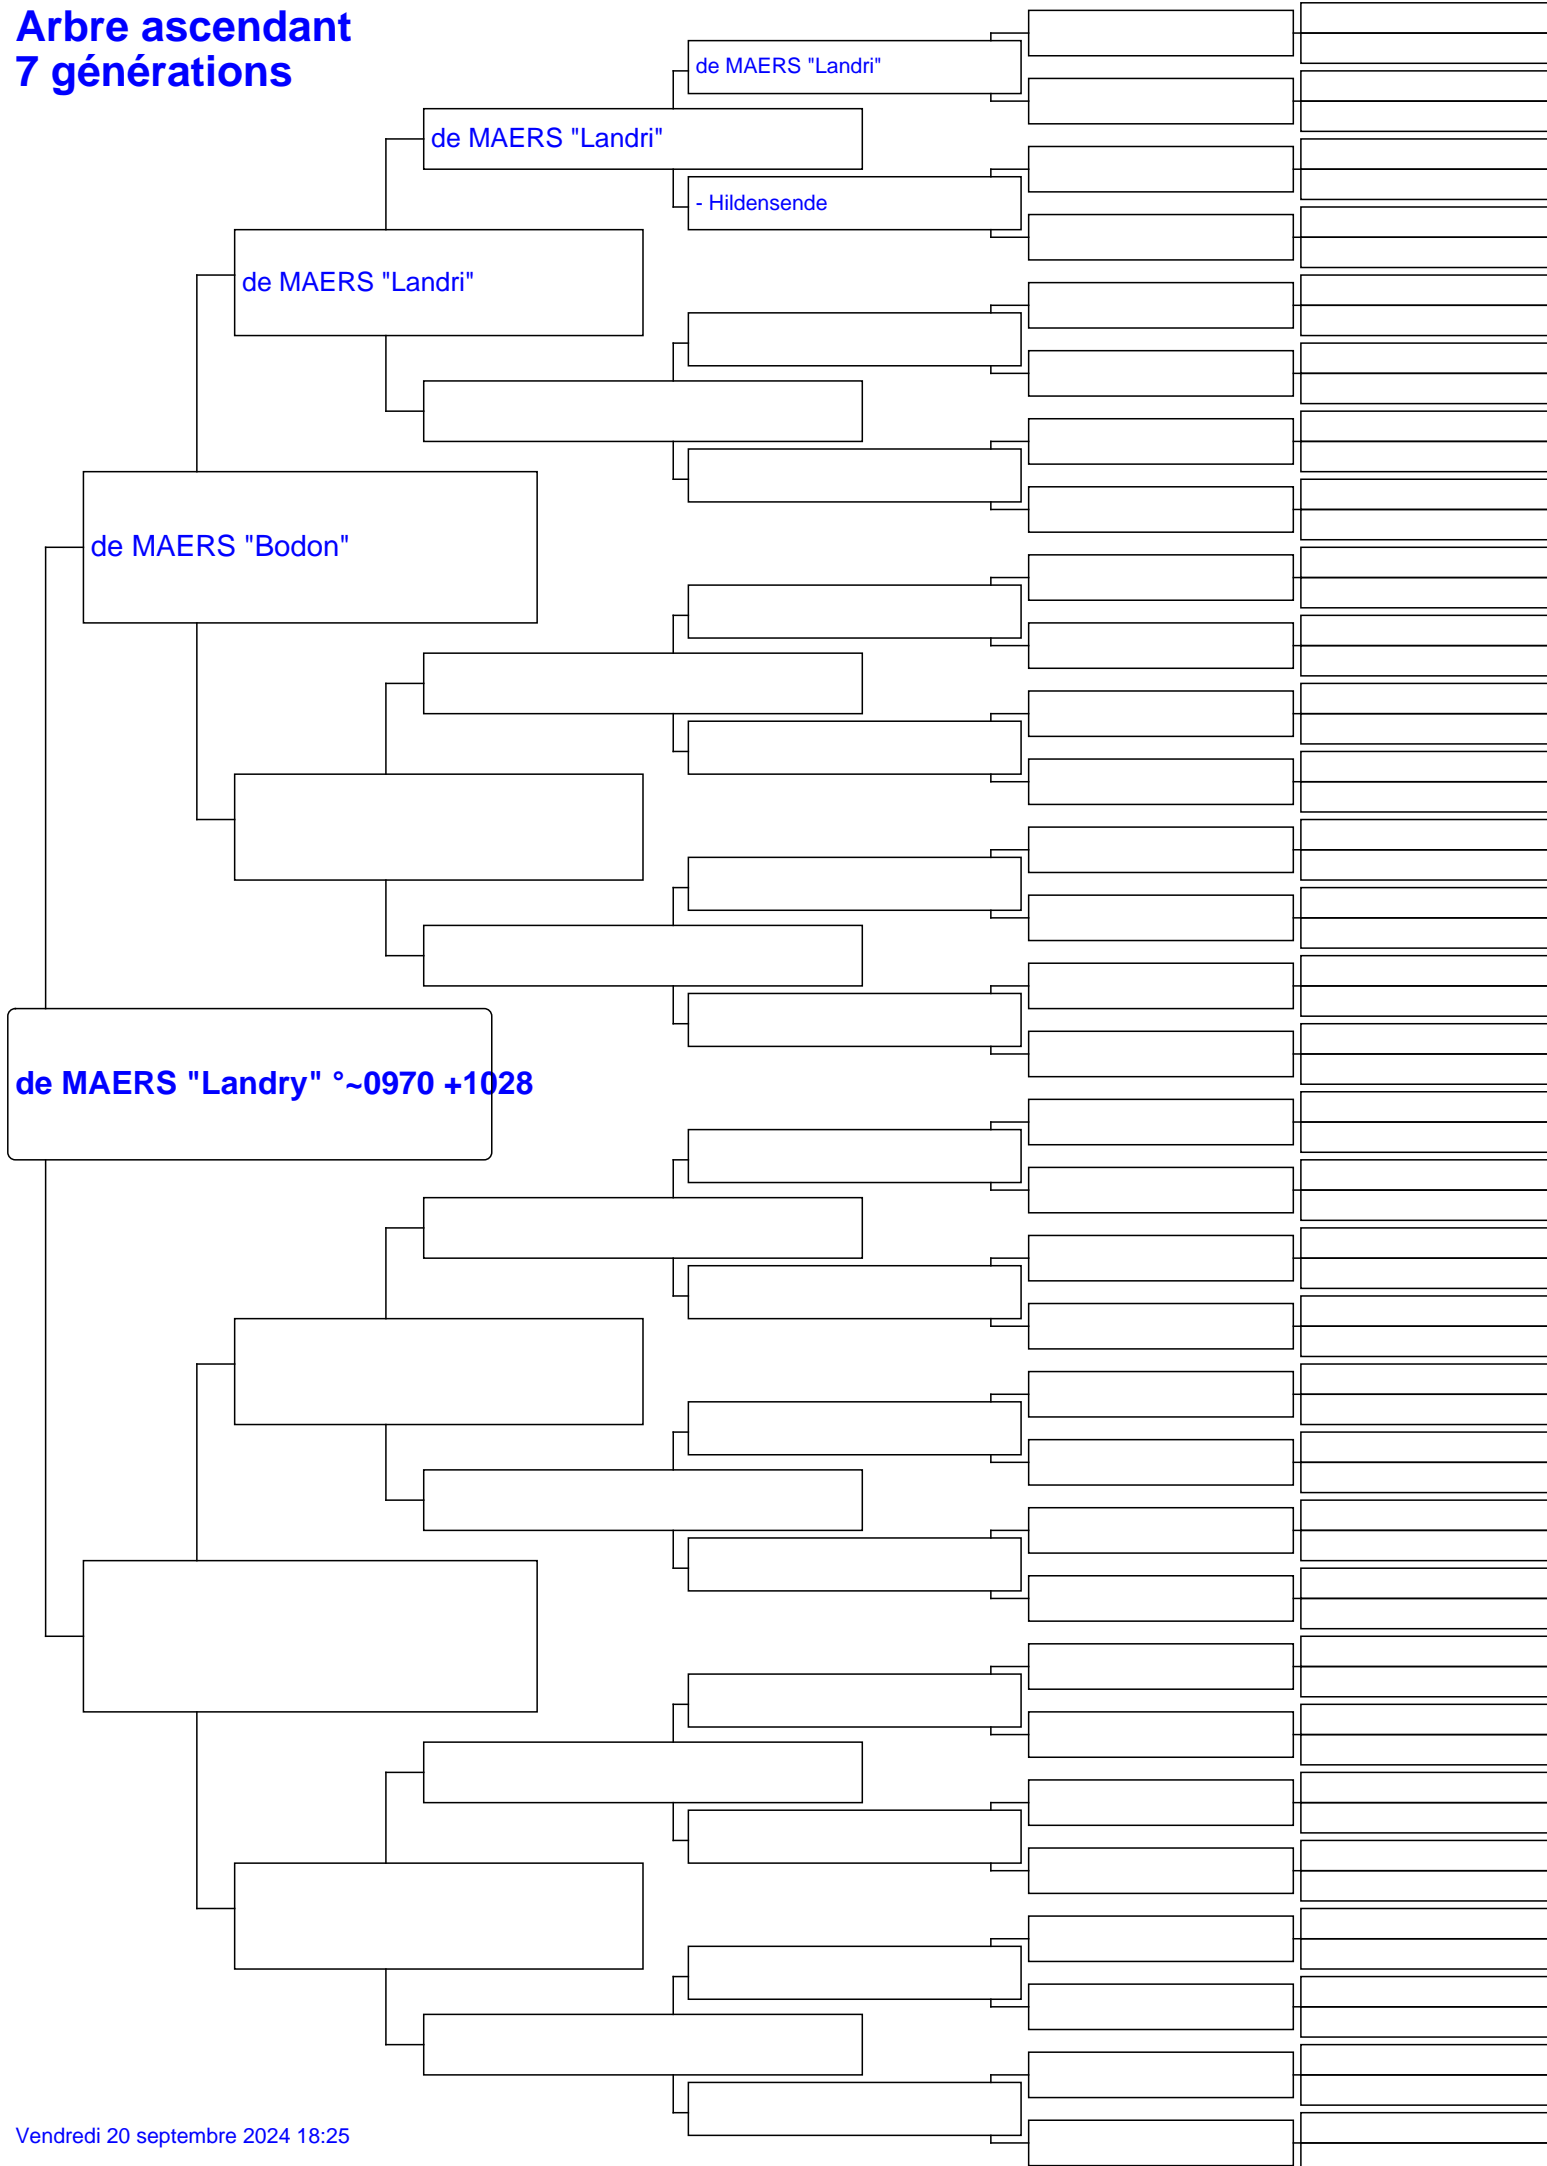 Arbre ascendant
7 générations
de MAERS "Landri"
de MAERS "Landri"
- Hildensende
de MAERS "Landri"
de MAERS "Bodon"
de MAERS "Landry" °~0970 +1028
Vendredi 20 septembre 2024 18:25